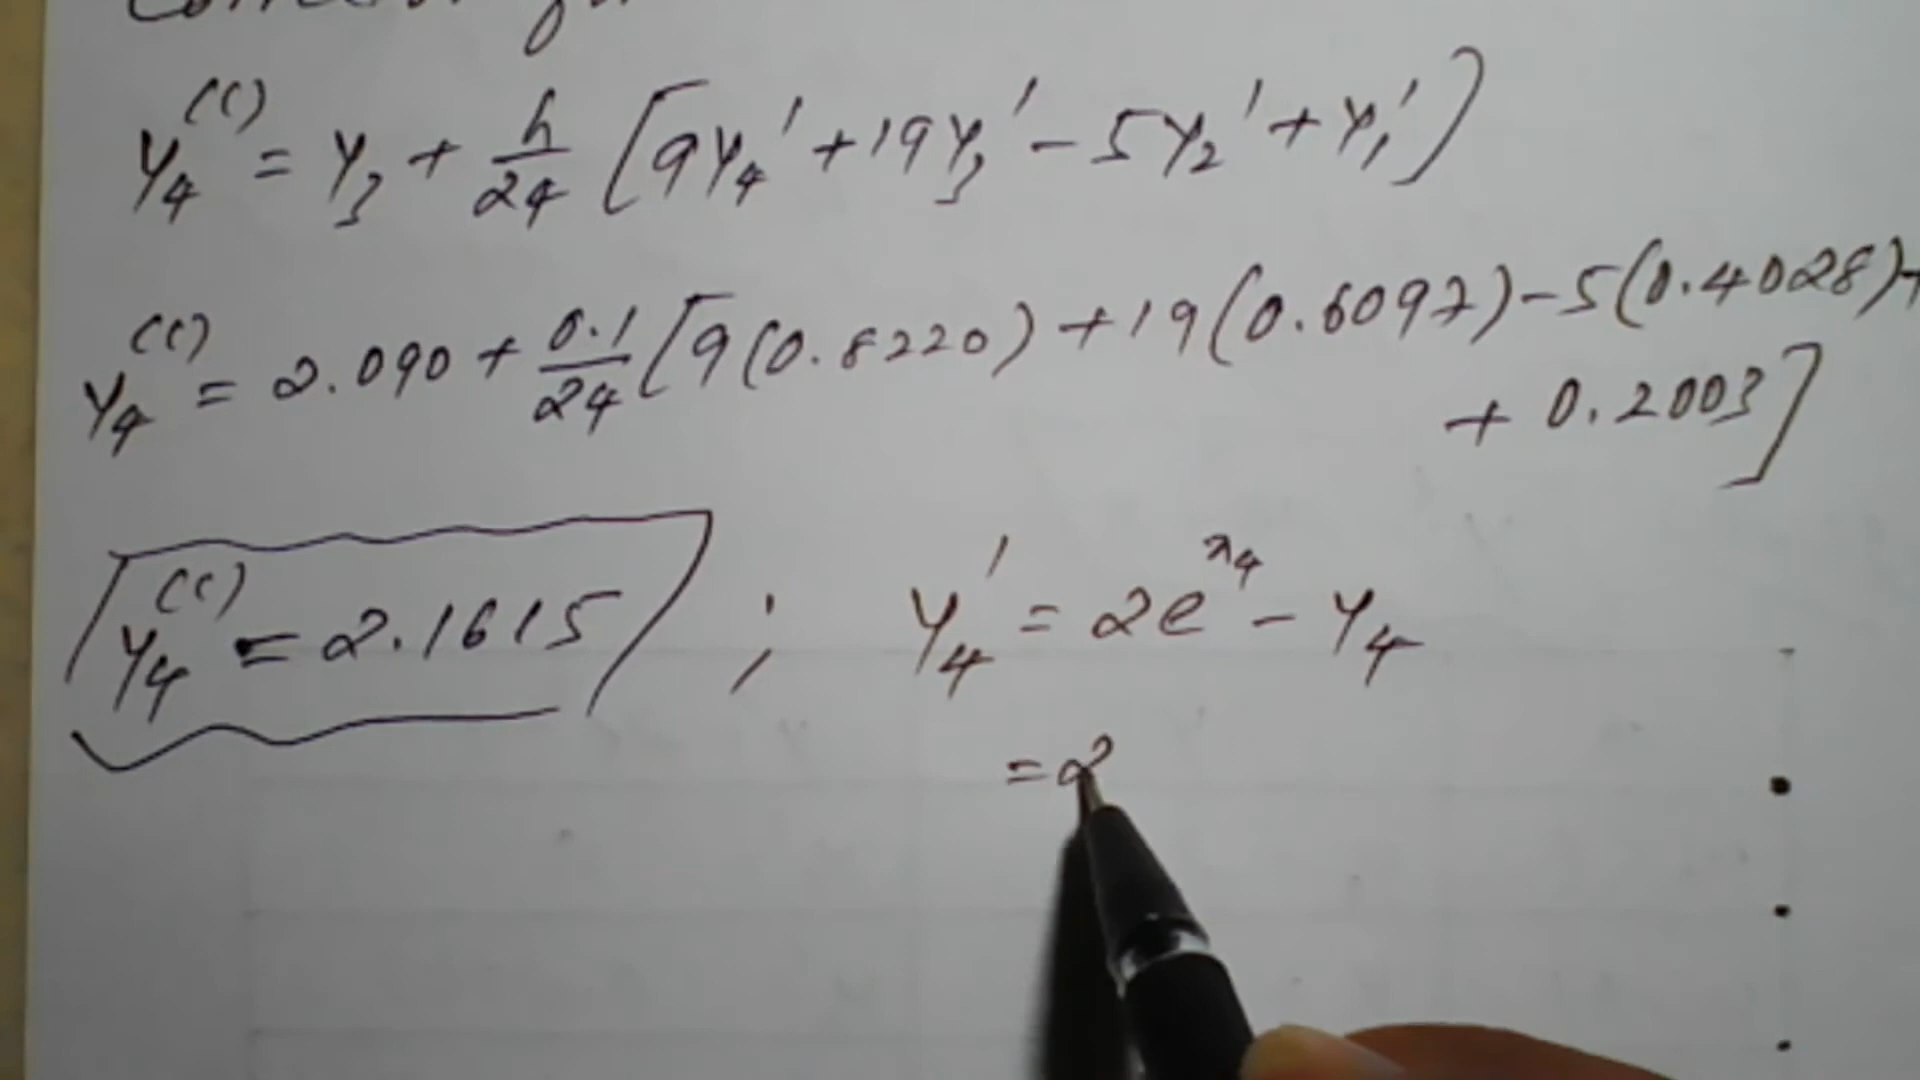 y₄⁽ᶜ⁾ = y₃ + h/24 [9y₄' + 19y₃' - 5y₂' + y₁']
y₄⁽ᶜ⁾ = 2.090 + 0.1/24 [9(0.8220) + 19(0.6097) - 5(0.4028) +
+ 0.2003]
y₄⁽ᶜ⁾ = 2.1615 ; y₄' = 2e^x₄ - y₄
= 2